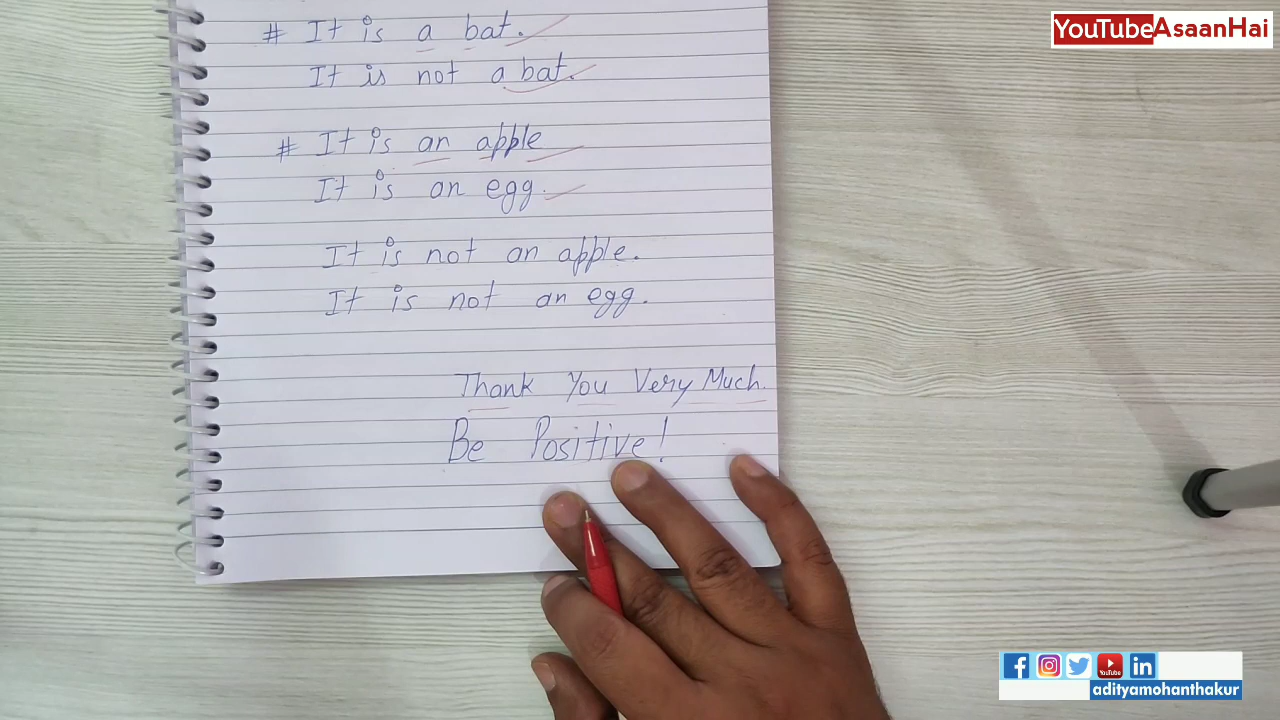 YouTubeAsaanHai
# It is a bat.
It is not a bat.
# It is an apple
It is an egg.
It is not an apple.
It is not an egg.
Thank You Very Much.
Be Positive!
YouTube
adityamohanthakur